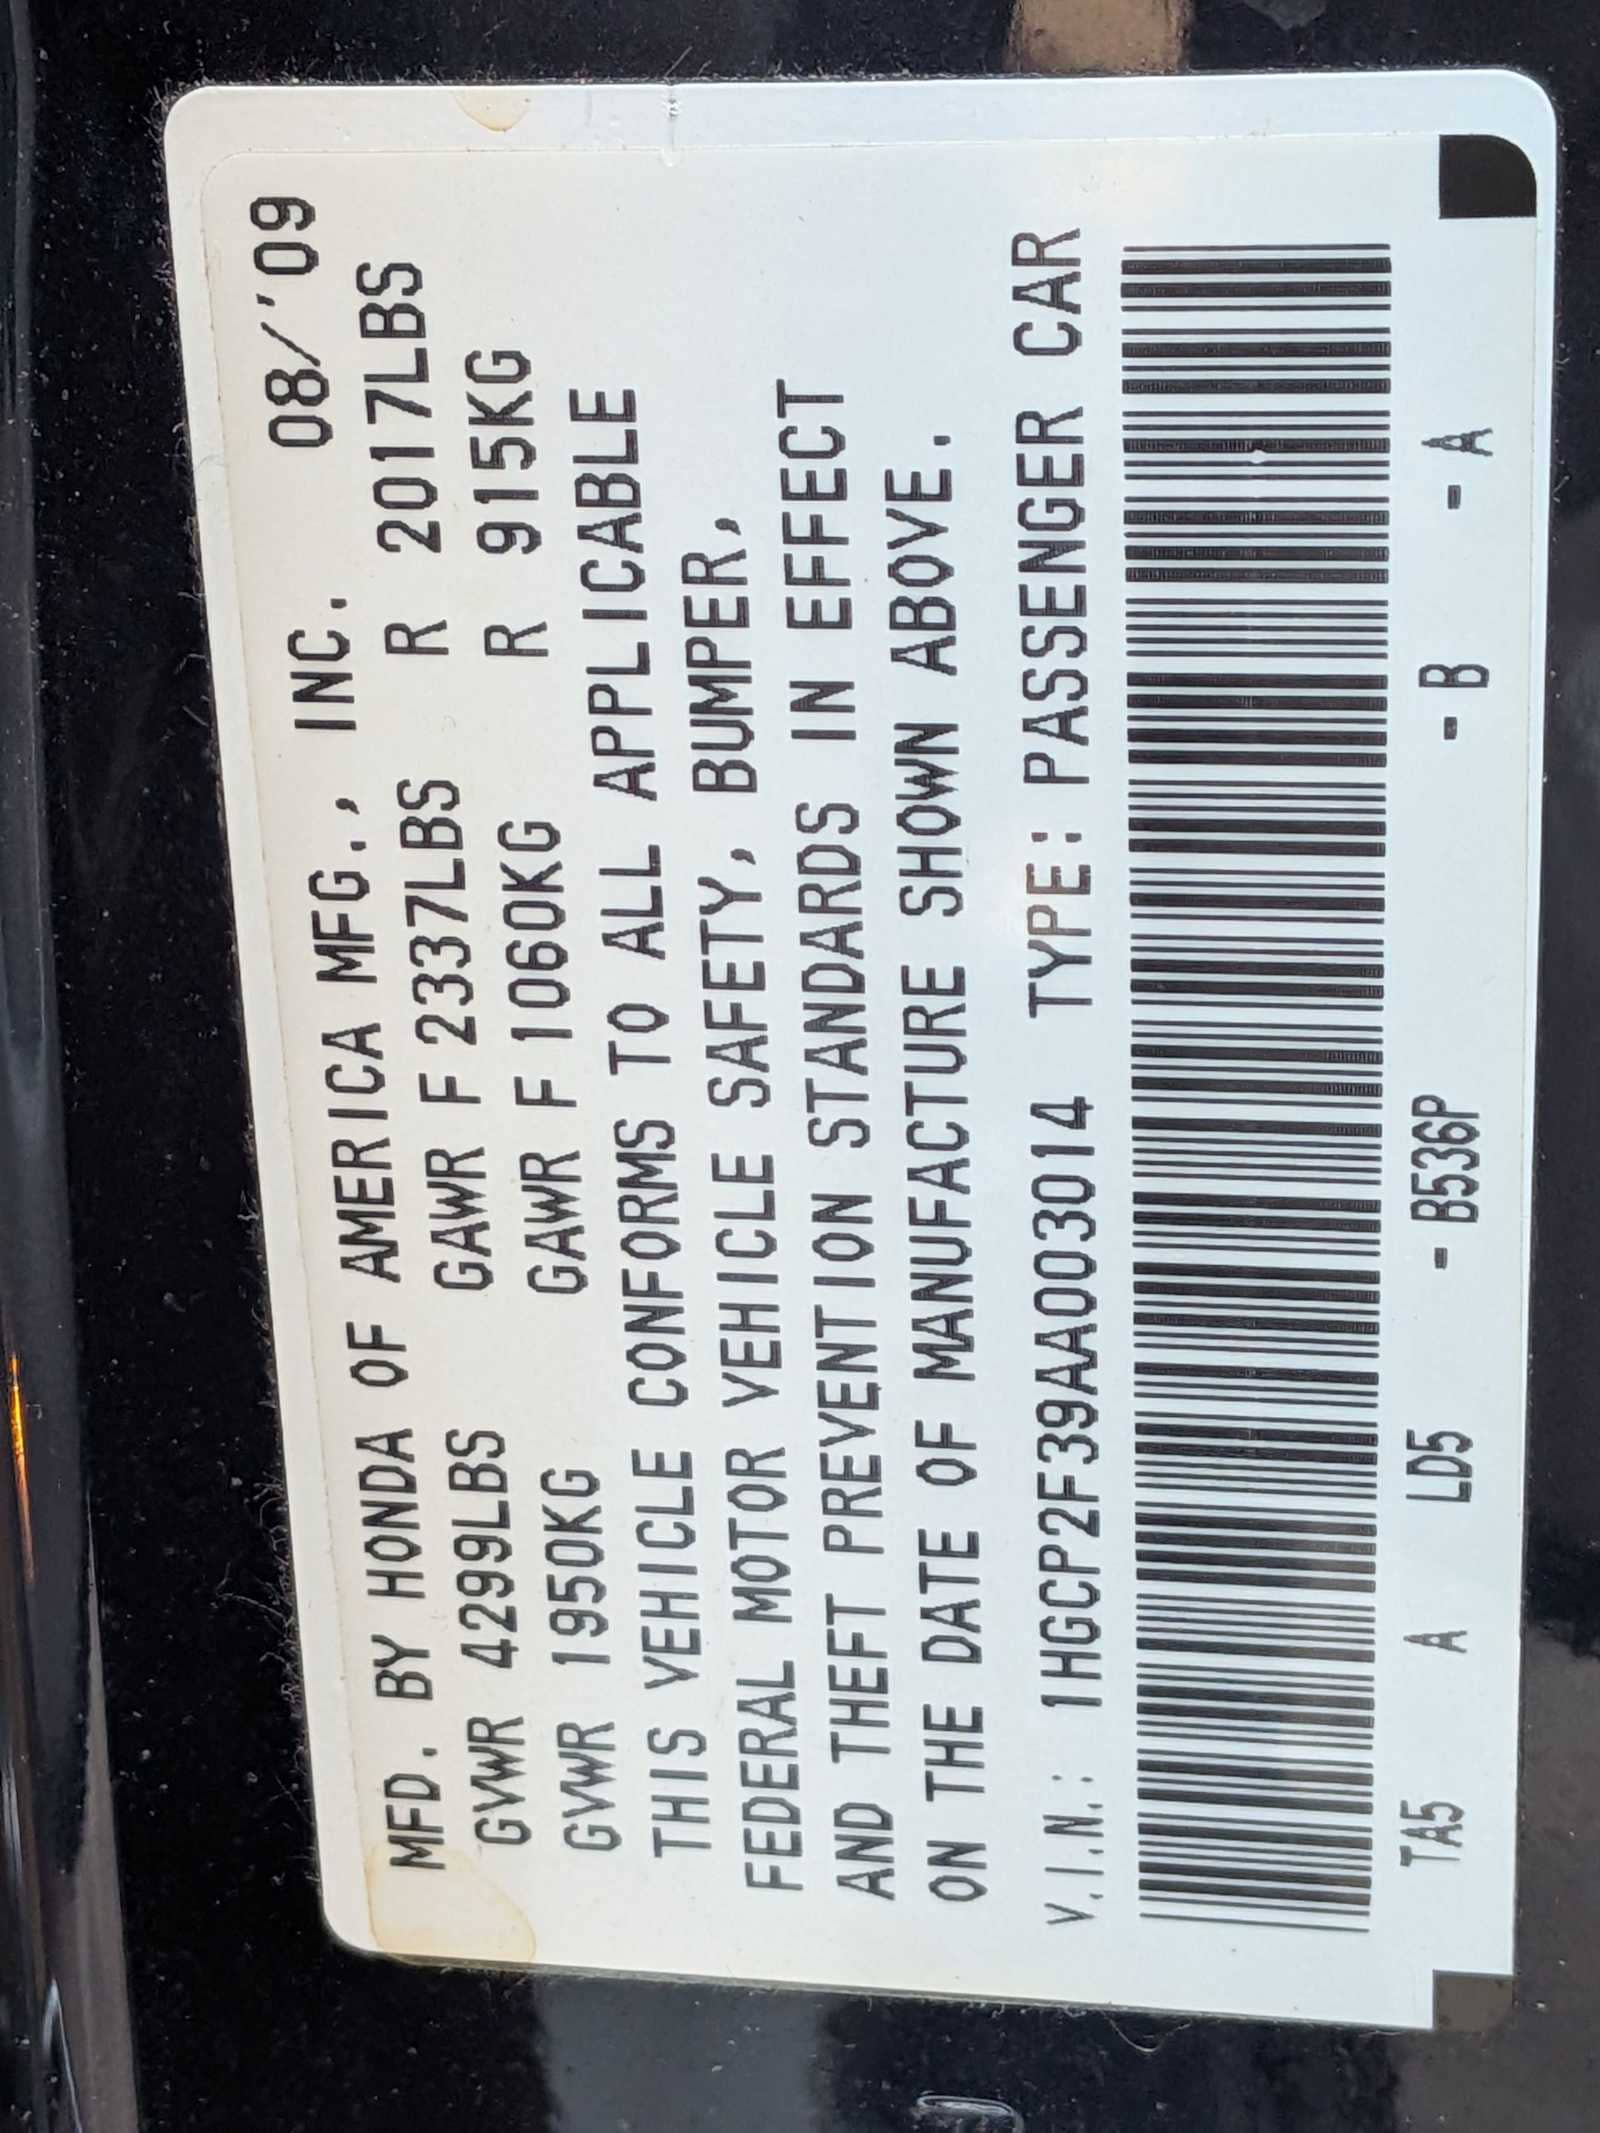 MFD. BY HONDA OF AMERICA MFG., INC. 08/'09
GVWR 4299LBS GAWR F 2337LBS R 2017LBS
GVWR 1950KG GAWR F 1060KG R 915KG
THIS VEHICLE CONFORMS TO ALL APPLICABLE
FEDERAL MOTOR VEHICLE SAFETY, BUMPER,
AND THEFT PREVENTION STANDARDS IN EFFECT
ON THE DATE OF MANUFACTURE SHOWN ABOVE.
V.I.N.: 1HGCP2F39AA003014 TYPE: PASSENGER CAR
TA5 A LD5 - B536P - B - A